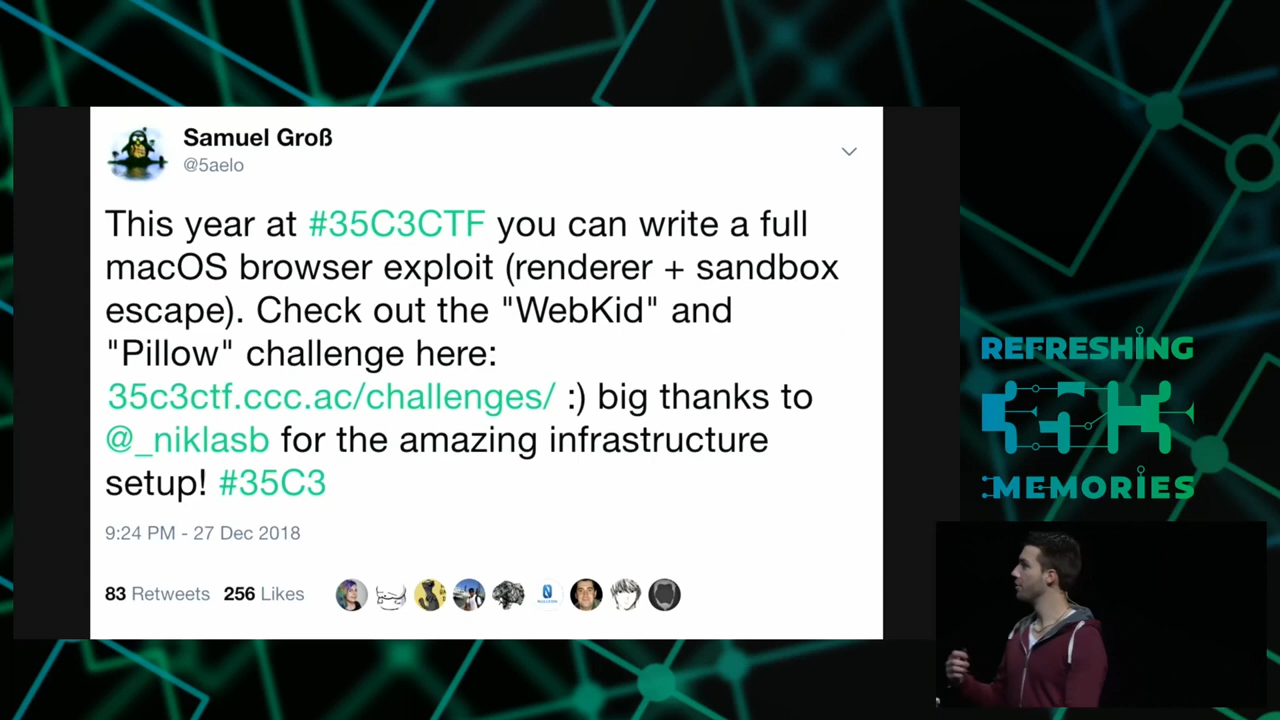 Samuel Groß
@5aelo
This year at #35C3CTF you can write a full
macOS browser exploit (renderer + sandbox
escape). Check out the "WebKid" and
"Pillow" challenge here:
35c3ctf.ccc.ac/challenges/ :) big thanks to
@_niklasb for the amazing infrastructure
setup! #35C3
9:24 PM - 27 Dec 2018
83 Retweets 256 Likes
REFRESHING
MEMORIES